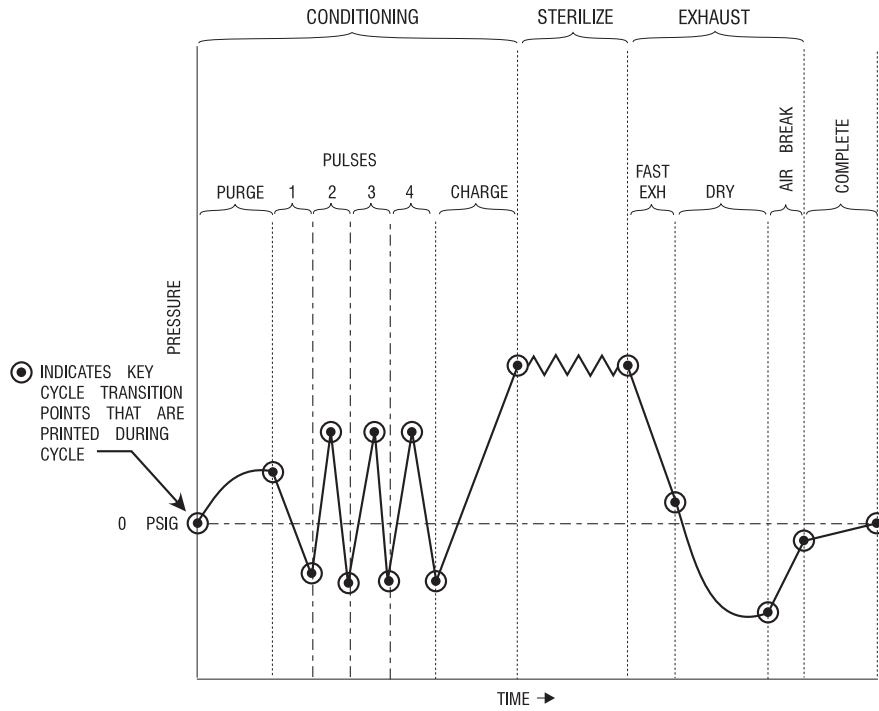 CONDITIONING STERILIZE EXHAUST
PULSES
PURGE 1 2 3 4 CHARGE
FAST
EXH
DRY
AIR BREAK
COMPLETE
PRESSURE
INDICATES KEY
CYCLE TRANSITION
POINTS THAT ARE
PRINTED DURING
CYCLE
0 PSIG
TIME →